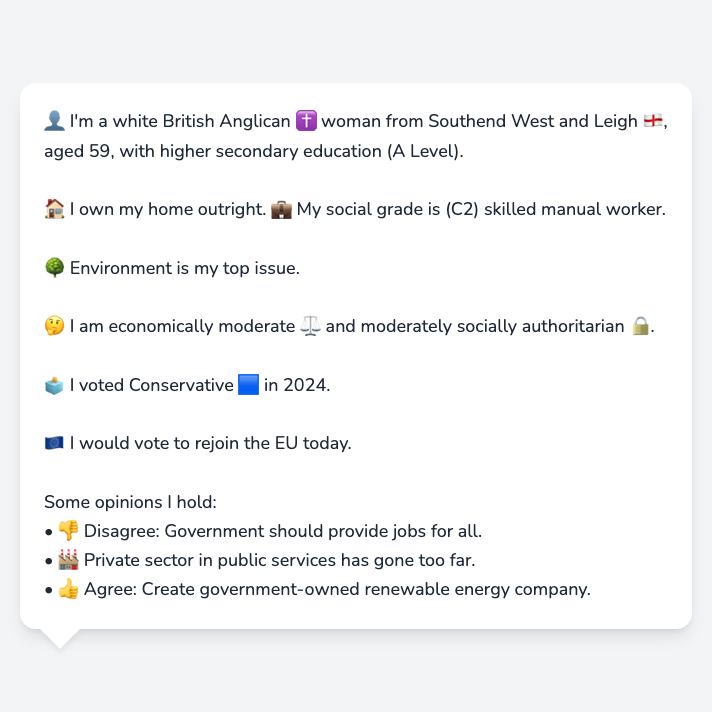 👤 I'm a white British Anglican ✝️ woman from Southend West and Leigh 🏴󠁧󠁢󠁥󠁮󠁧󠁿,
aged 59, with higher secondary education (A Level).
🏠 I own my home outright. 💼 My social grade is (C2) skilled manual worker.
🌳 Environment is my top issue.
🤔 I am economically moderate ⚖️ and moderately socially authoritarian 🔒.
🗳️ I voted Conservative 🟦 in 2024.
🇪🇺 I would vote to rejoin the EU today.
Some opinions I hold:
• 👎 Disagree: Government should provide jobs for all.
• 🏭 Private sector in public services has gone too far.
• 👍 Agree: Create government-owned renewable energy company.